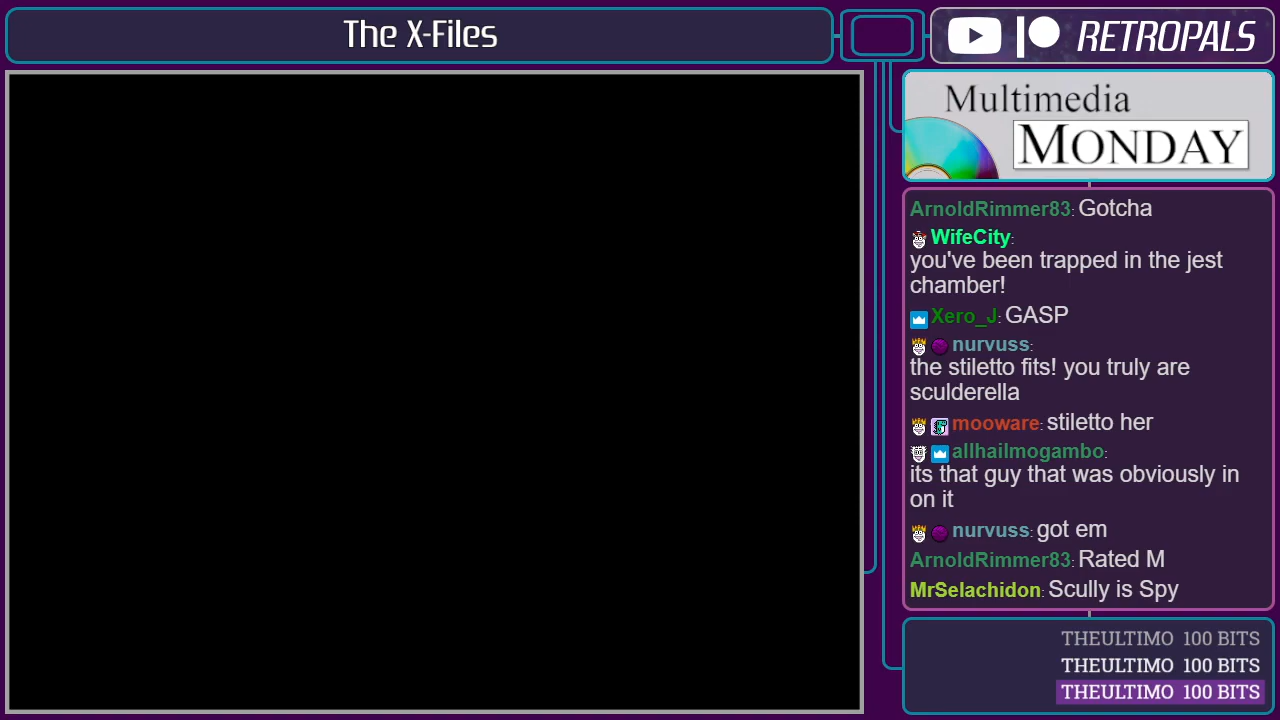 The X-Files
RETROPALS
Multimedia
MONDAY
ArnoldRimmer83: Gotcha
WifeCity:
you've been trapped in the jest
chamber!
Xero_J: GASP
nurvuss:
the stiletto fits! you truly are
sculderella
mooware: stiletto her
allhailmogambo:
its that guy that was obviously in
on it
nurvuss: got em
ArnoldRimmer83: Rated M
MrSelachidon: Scully is Spy
THEULTIMO 100 BITS
THEULTIMO 100 BITS
THEULTIMO 100 BITS